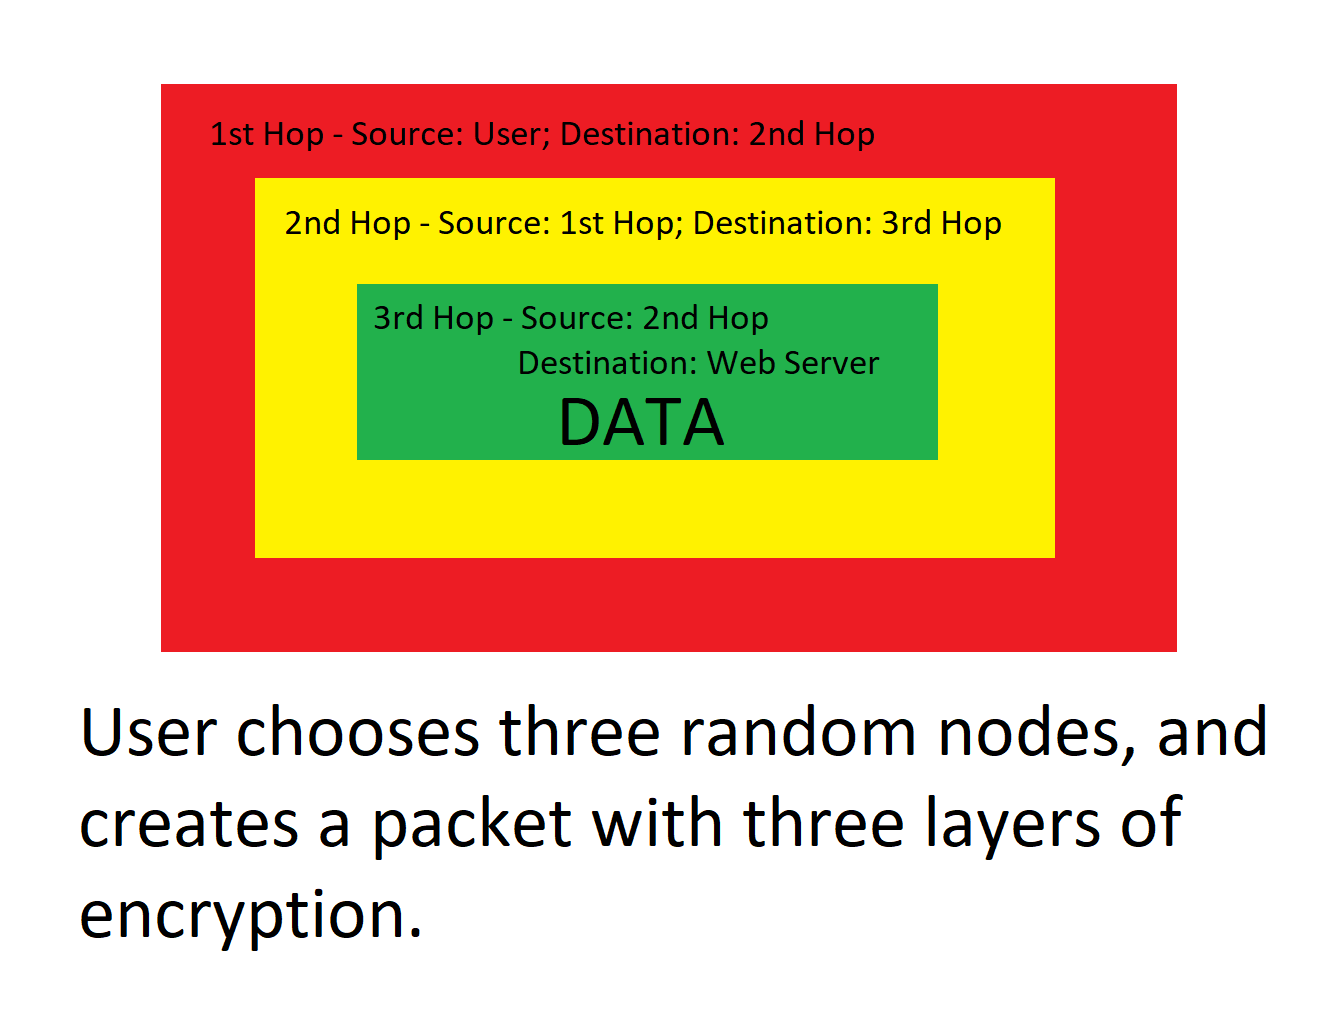 1st Hop - Source: User; Destination: 2nd Hop
2nd Hop - Source: 1st Hop; Destination: 3rd Hop
3rd Hop - Source: 2nd Hop
Destination: Web Server
DATA
User chooses three random nodes, and
creates a packet with three layers of
encryption.